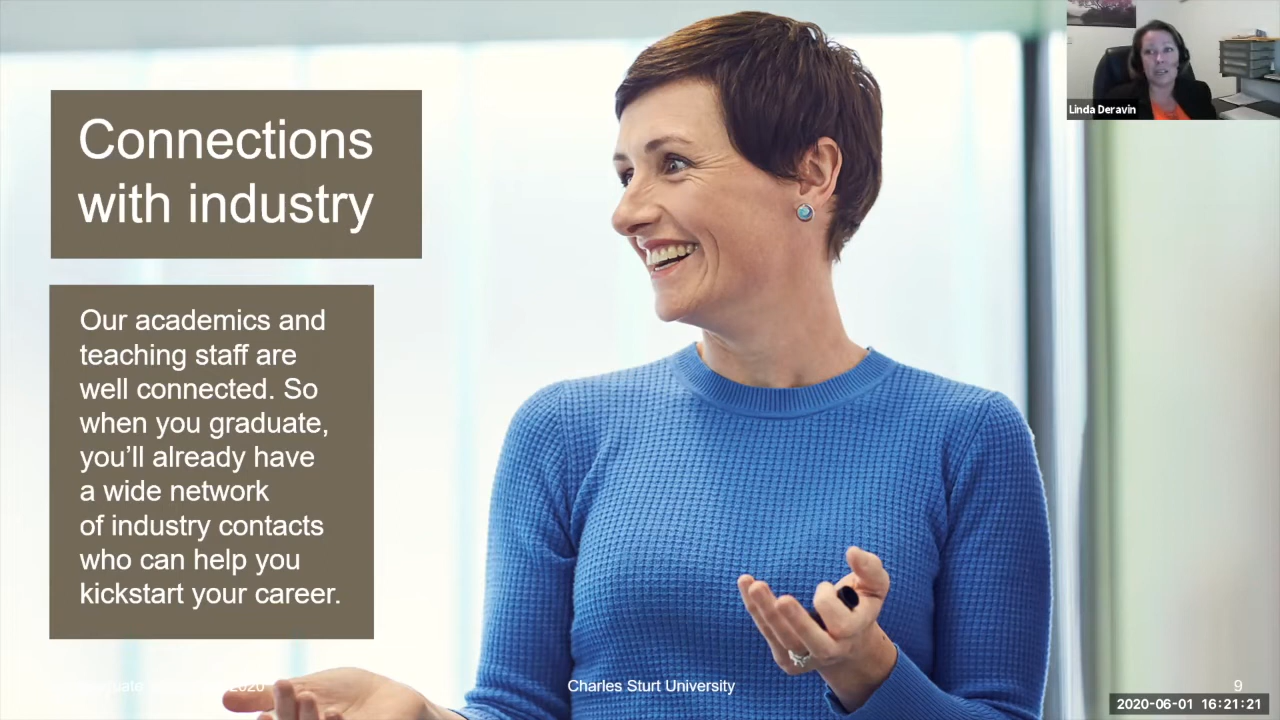 Connections
with industry
Our academics and
teaching staff are
well connected. So
when you graduate,
you’ll already have
a wide network
of industry contacts
who can help you
kickstart your career.
Linda Deravin
2020
Charles Sturt University
9
2020-06-01 16:21:21